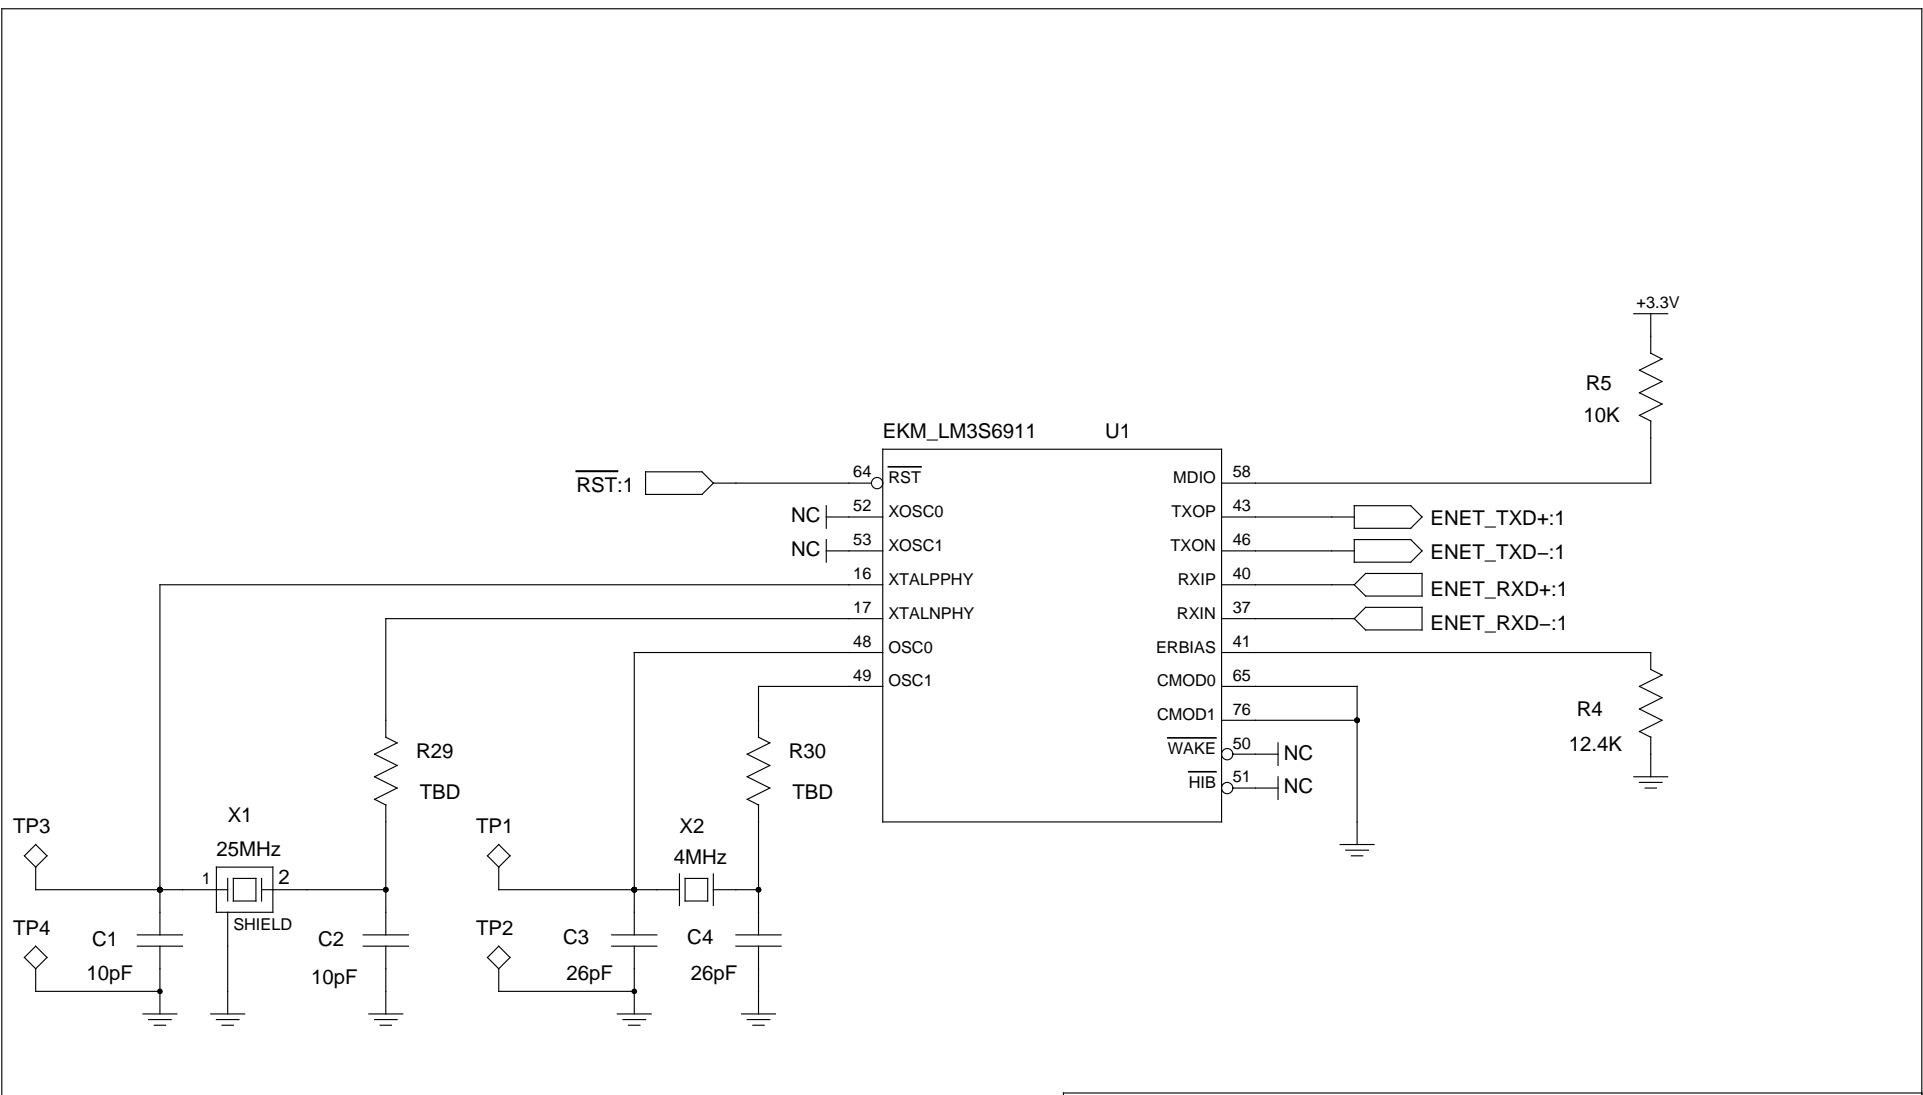 +3.3V
R5
10K
EKM_LM3S6911 U1
RST:1 64 RST MDIO 58
NC 52 XOSC0 TXOP 43 ENET_TXD+:1
NC 53 XOSC1 TXON 46 ENET_TXD−:1
16 XTALPPHY RXIP 40 ENET_RXD+:1
17 XTALNPHY RXIN 37 ENET_RXD−:1
48 OSC0 ERBIAS 41
49 OSC1 CMOD0 65
CMOD1 76
R4
12.4K
WAKE 50 NC
HIB 51 NC
R29
TBD
R30
TBD
X1
25MHz
TP3
1 2
SHIELD
TP4
C1
10pF
C2
10pF
TP1
X2
4MHz
TP2
C3
26pF
C4
26pF